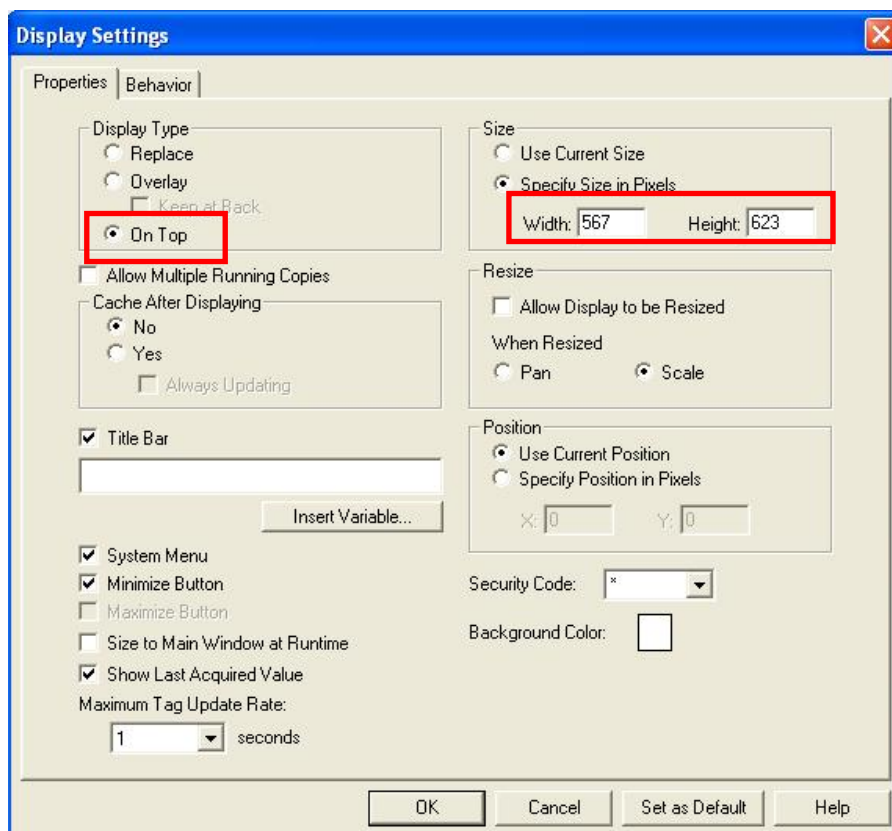 Display Settings
Properties
Behavior
Display Type
Replace
Overlay
Keep at Back
On Top
Allow Multiple Running Copies
Cache After Displaying
No
Yes
Always Updating
Title Bar
Insert Variable...
System Menu
Minimize Button
Maximize Button
Size to Main Window at Runtime
Show Last Acquired Value
Maximum Tag Update Rate:
1 seconds
Size
Use Current Size
Specify Size in Pixels
Width: 567 Height: 623
Resize
Allow Display to be Resized
When Resized
Pan Scale
Position
Use Current Position
Specify Position in Pixels
X: 0 Y: 0
Security Code: *
Background Color:
OK Cancel Set as Default Help